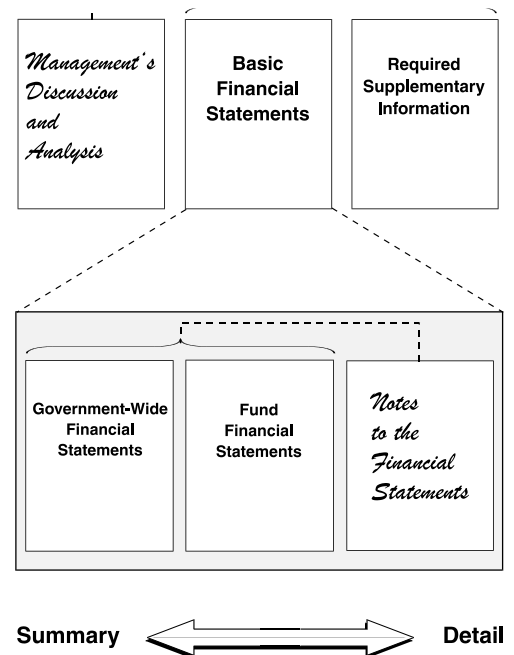 Management's
Discussion
and
Analysis
Basic
Financial
Statements
Required
Supplementary
Information
Government-Wide
Financial
Statements
Fund
Financial
Statements
Notes
to the
Financial
Statements
Summary
Detail